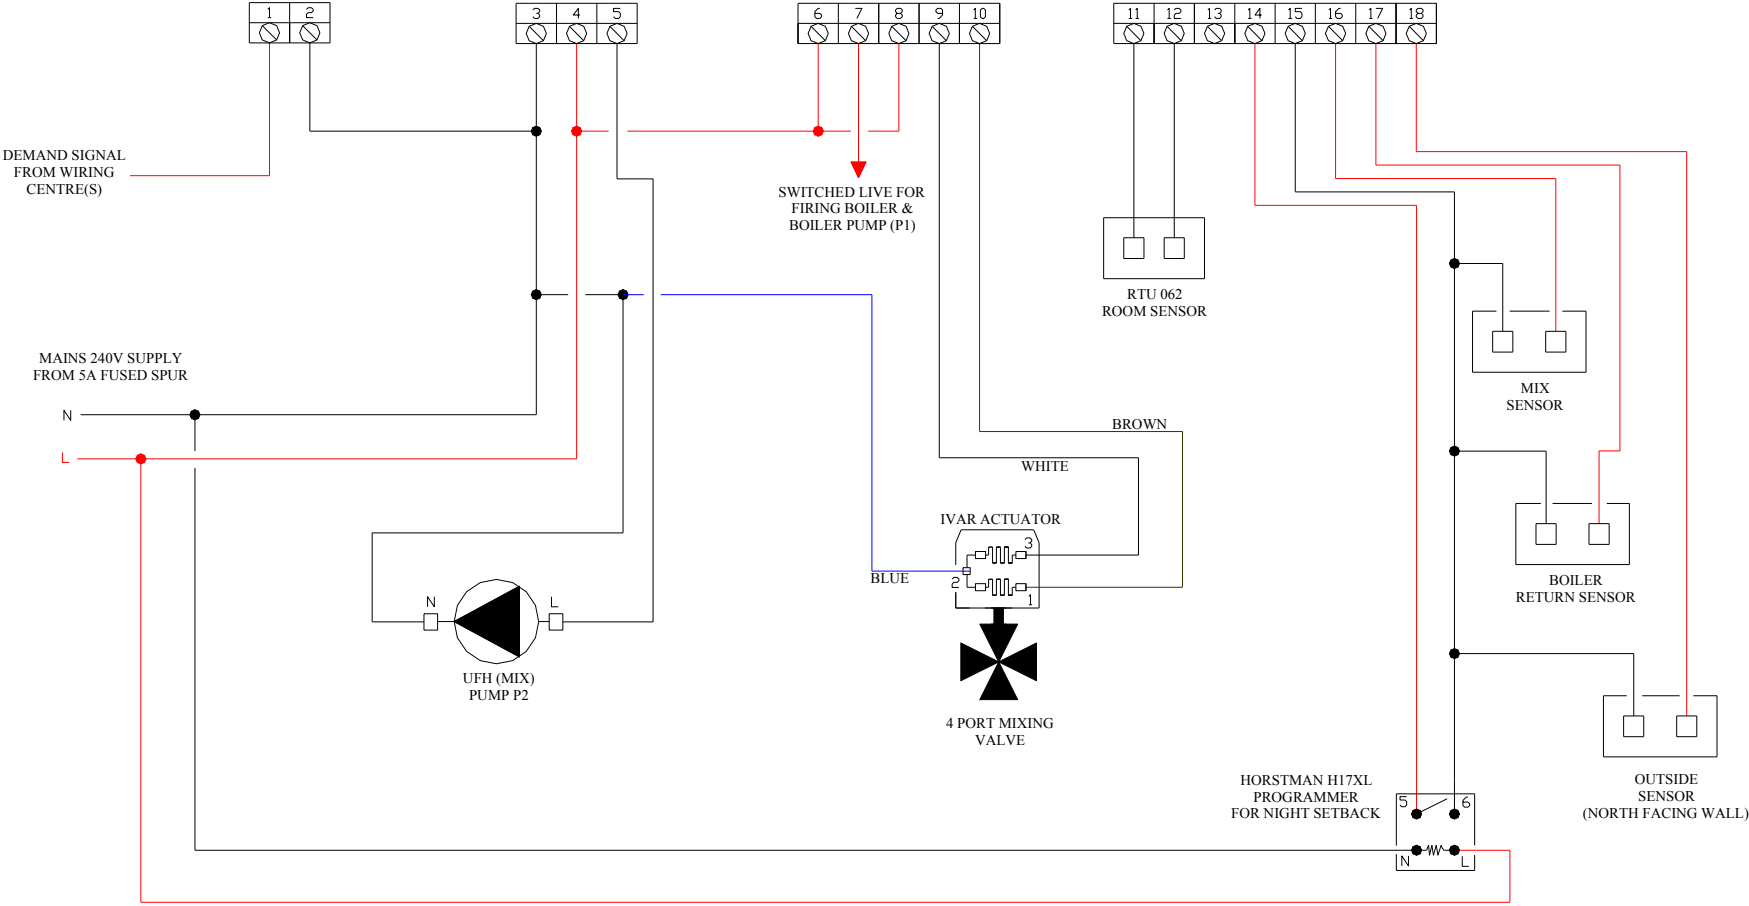 1 2 3 4 5 6 7 8 9 10 11 12 13 14 15 16 17 18
DEMAND SIGNAL
FROM WIRING
CENTRE(S)
SWITCHED LIVE FOR
FIRING BOILER &
BOILER PUMP (P1)
RTU 062
ROOM SENSOR
MAINS 240V SUPPLY
FROM 5A FUSED SPUR
N
L
MIX
SENSOR
BROWN
WHITE
IVAR ACTUATOR
3
2
1
BLUE
BOILER
RETURN SENSOR
N L
UFH (MIX)
PUMP P2
4 PORT MIXING
VALVE
HORSTMAN H17XL
PROGRAMMER
FOR NIGHT SETBACK
5 6
N L
OUTSIDE
SENSOR
(NORTH FACING WALL)